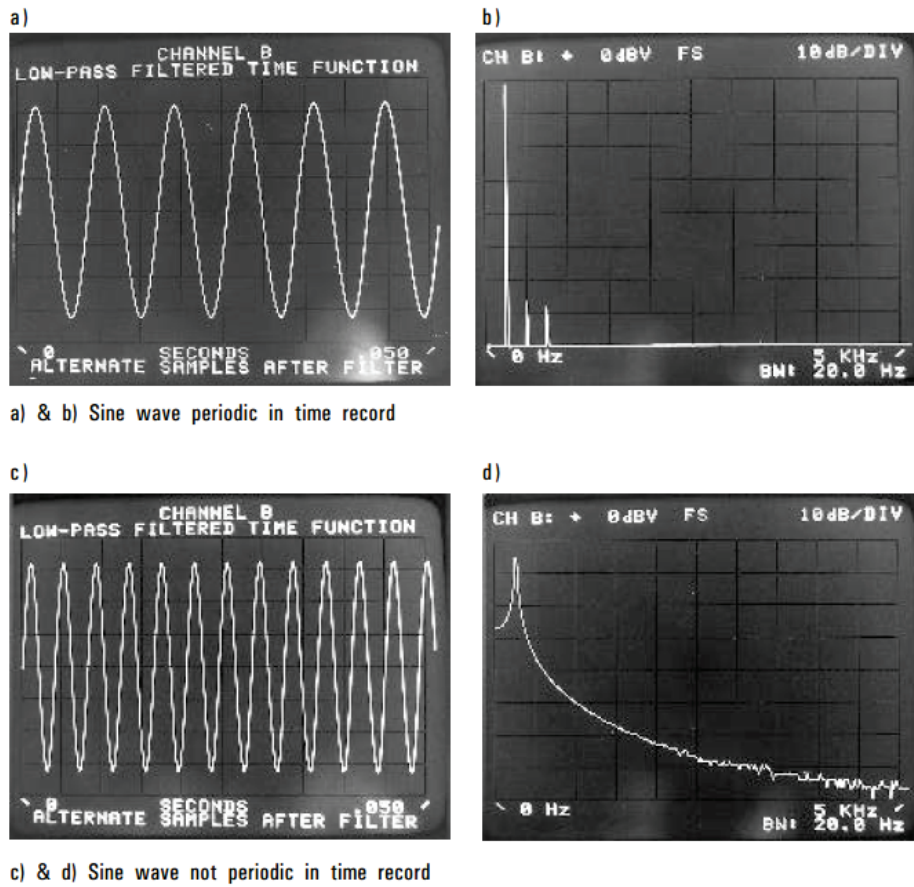 a)
CHANNEL B
LOW-PASS FILTERED TIME FUNCTION
0 SECONDS .050
ALTERNATE SAMPLES AFTER FILTER
b)
CH B: + 0dBV FS 10dB/DIV
0 Hz 5 KHz
BW: 20.0 Hz
a) & b) Sine wave periodic in time record
c)
CHANNEL B
LOW-PASS FILTERED TIME FUNCTION
0 SECONDS .050
ALTERNATE SAMPLES AFTER FILTER
d)
CH B: + 0dBV FS 10dB/DIV
0 Hz 5 KHz
BW: 20.0 Hz
c) & d) Sine wave not periodic in time record